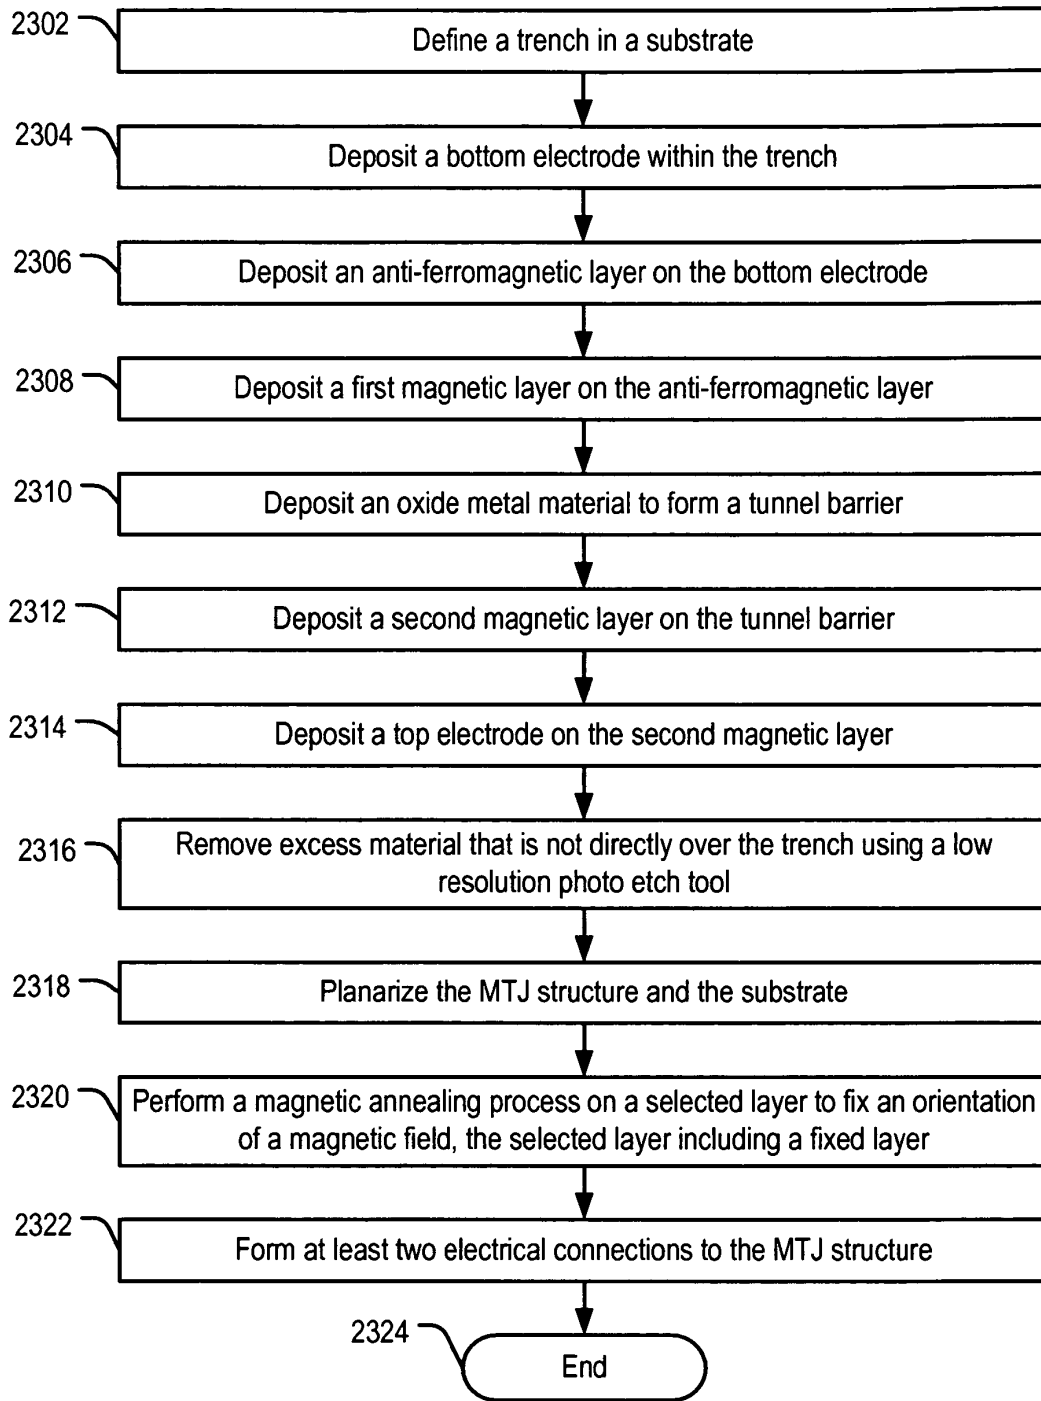 2302
Define a trench in a substrate
2304
Deposit a bottom electrode within the trench
2306
Deposit an anti-ferromagnetic layer on the bottom electrode
2308
Deposit a first magnetic layer on the anti-ferromagnetic layer
2310
Deposit an oxide metal material to form a tunnel barrier
2312
Deposit a second magnetic layer on the tunnel barrier
2314
Deposit a top electrode on the second magnetic layer
2316
Remove excess material that is not directly over the trench using a low
resolution photo etch tool
2318
Planarize the MTJ structure and the substrate
2320
Perform a magnetic annealing process on a selected layer to fix an orientation
of a magnetic field, the selected layer including a fixed layer
2322
Form at least two electrical connections to the MTJ structure
2324
End